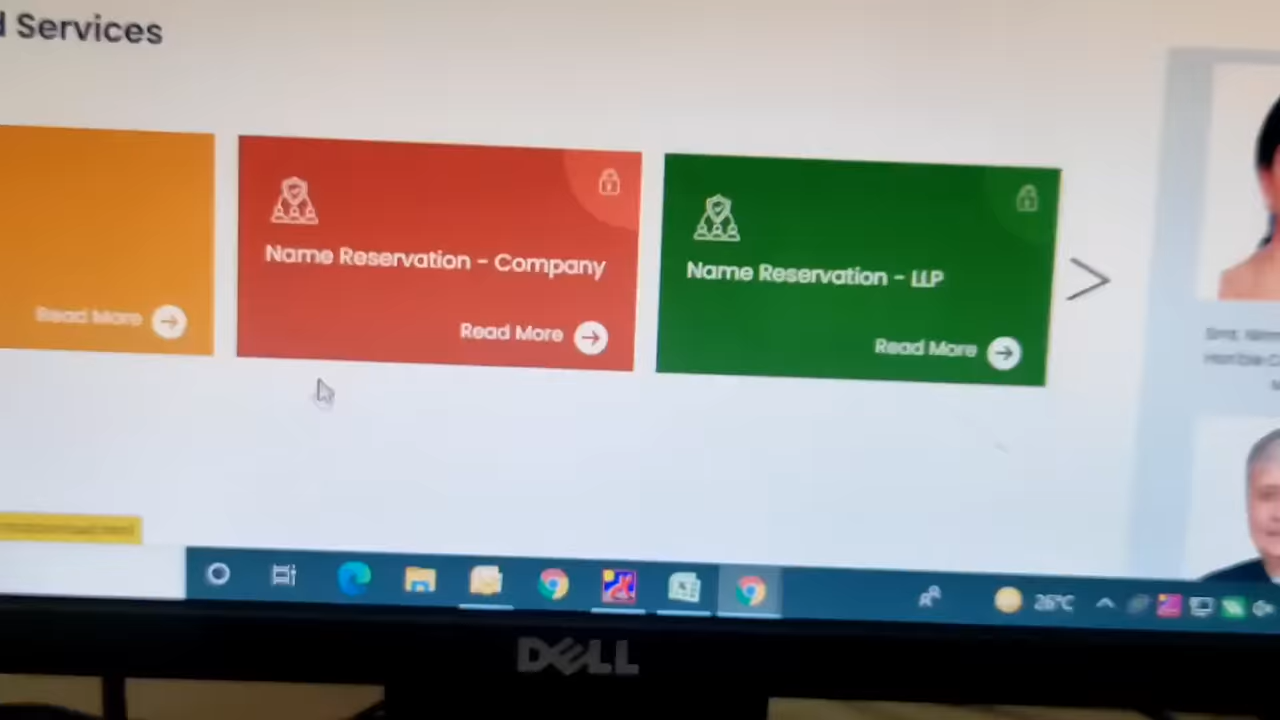 Services
Read More
Name Reservation - Company
Read More
Name Reservation - LLP
Read More
26°C
DELL